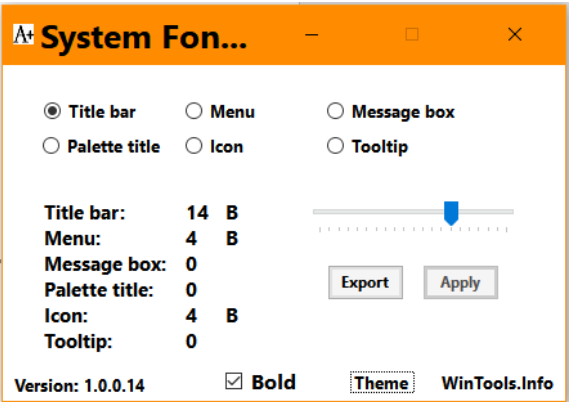 A+ System Fon...
Title bar Menu Message box
Palette title Icon Tooltip
Title bar: 14 B
Menu: 4 B
Message box: 0
Palette title: 0
Icon: 4 B
Tooltip: 0
Export Apply
Version: 1.0.0.14 Bold Theme WinTools.Info